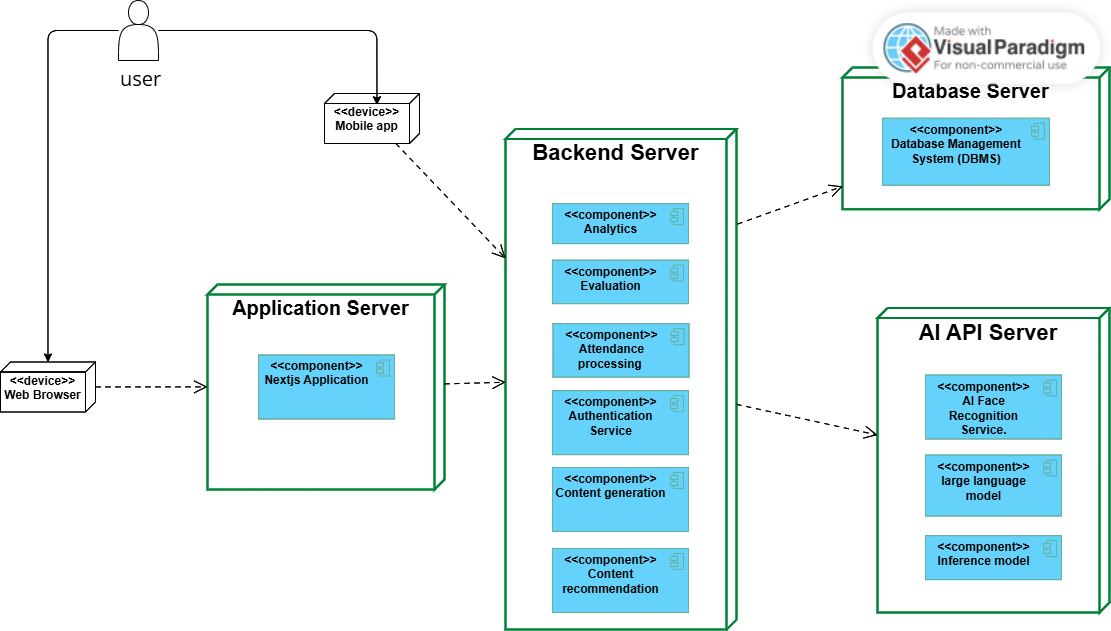 Made with
Visual Paradigm
For non-commercial use
user
<<device>>
Mobile app
Database Server
<<component>>
Database Management
System (DBMS)
Backend Server
<<component>>
Analytics
<<component>>
Evaluation
<<component>>
Attendance
processing
<<component>>
Authentication
Service
<<component>>
Content generation
<<component>>
Content
recommendation
Application Server
<<component>>
Nextjs Application
<<device>>
Web Browser
AI API Server
<<component>>
AI Face
Recognition
Service.
<<component>>
large language
model
<<component>>
Inference model